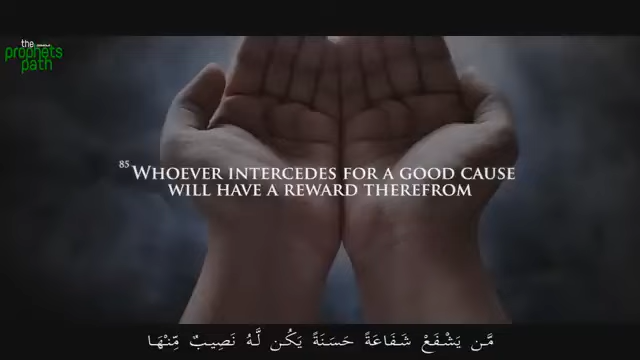 the
prophets
path
85 WHOEVER INTERCEDES FOR A GOOD CAUSE
WILL HAVE A REWARD THEREFROM
مَّن يَشْفَعْ شَفَاعَةً حَسَنَةً يَكُن لَّهُ نَصِيبٌ مِّنْهَا